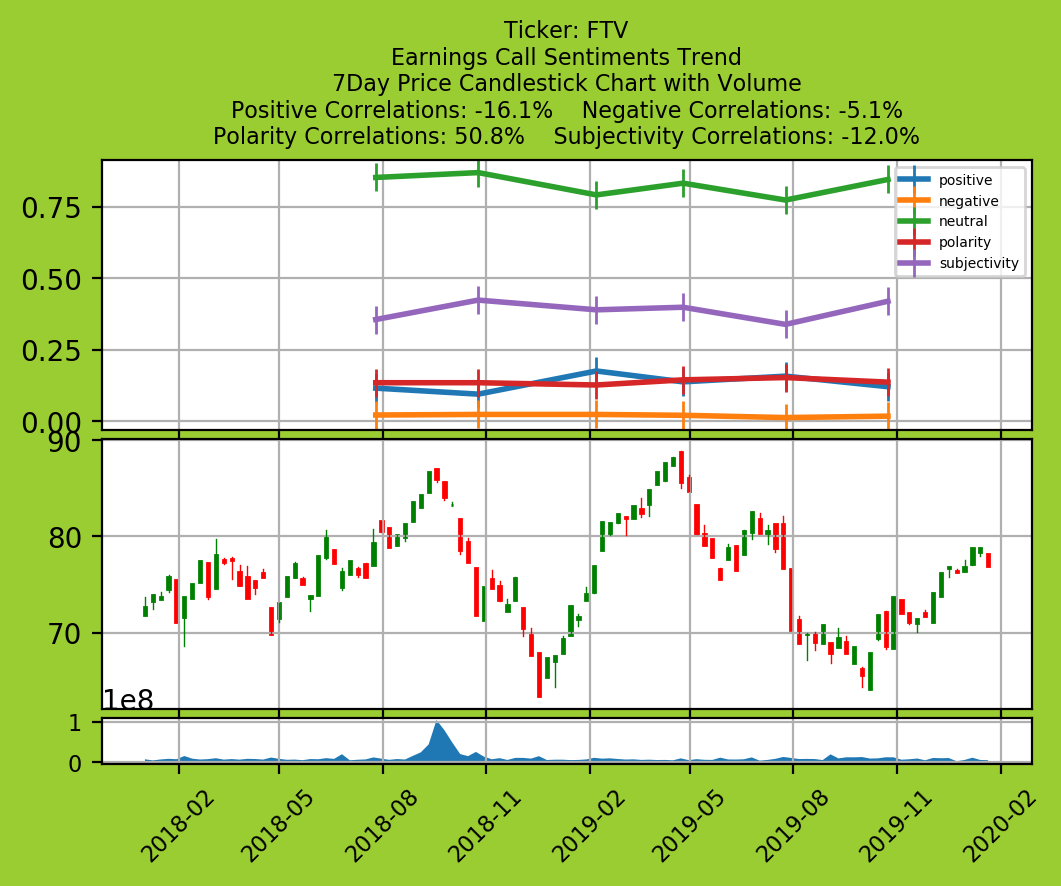 Ticker: FTV
Earnings Call Sentiments Trend
7Day Price Candlestick Chart with Volume
Positive Correlations: -16.1%    Negative Correlations: -5.1%
Polarity Correlations: 50.8%    Subjectivity Correlations: -12.0%
positive
negative
neutral
polarity
subjectivity
0.75
0.50
0.25
0.00
90
80
70
1e8
1
0
2018-02 2018-05 2018-08 2018-11 2019-02 2019-05 2019-08 2019-11 2020-02